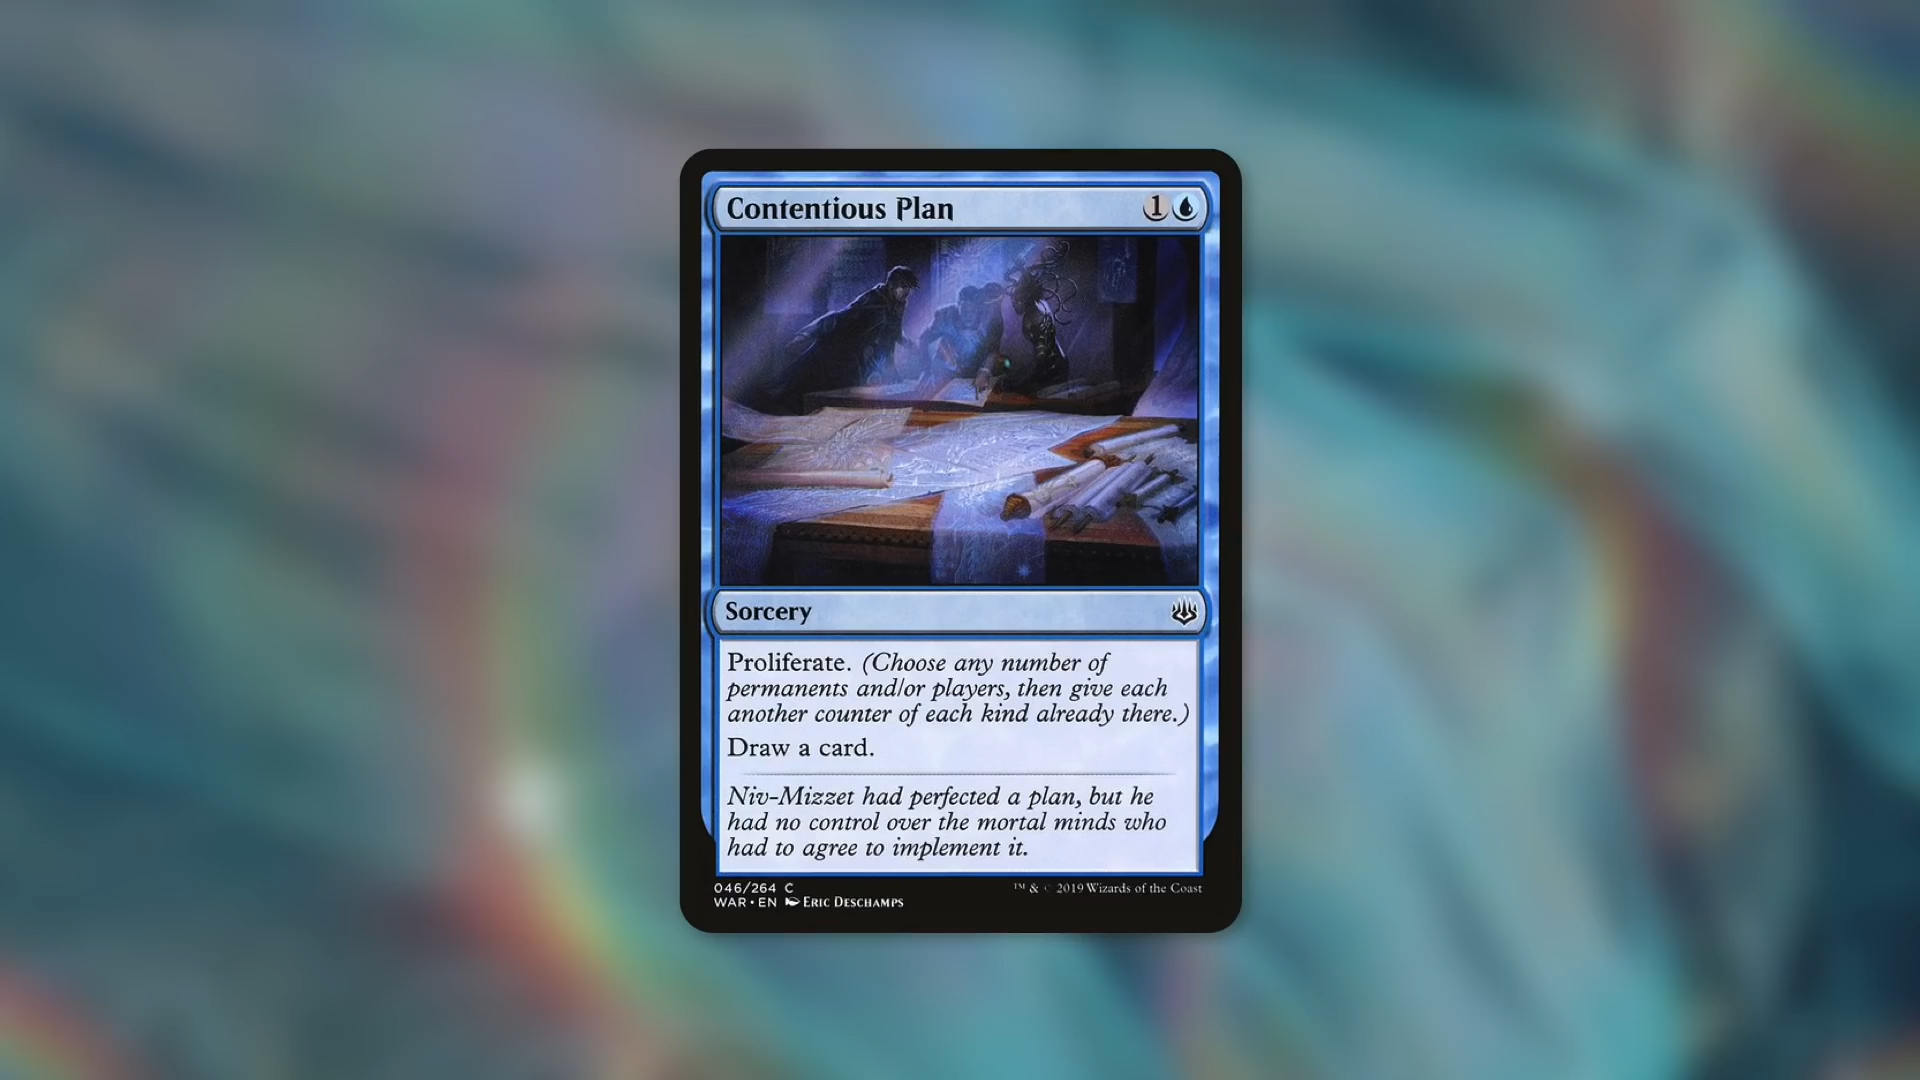 Contentious Plan
1
Sorcery
Proliferate. (Choose any number of
permanents and/or players, then give each
another counter of each kind already there.)
Draw a card.
Niv-Mizzet had perfected a plan, but he
had no control over the mortal minds who
had to agree to implement it.
046/264 C
™ & © 2019 Wizards of the Coast
WAR • EN Eric Deschamps